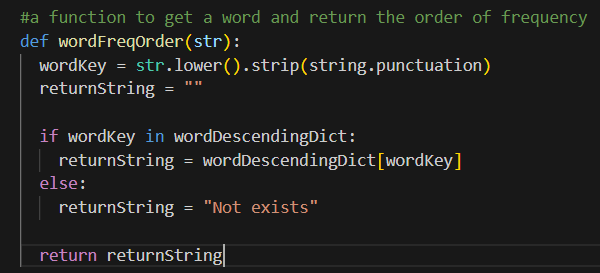 #a function to get a word and return the order of frequency
def wordFreqOrder(str):
  wordKey = str.lower().strip(string.punctuation)
  returnString = ""

  if wordKey in wordDescendingDict:
    returnString = wordDescendingDict[wordKey]
  else:
    returnString = "Not exists"

  return returnString